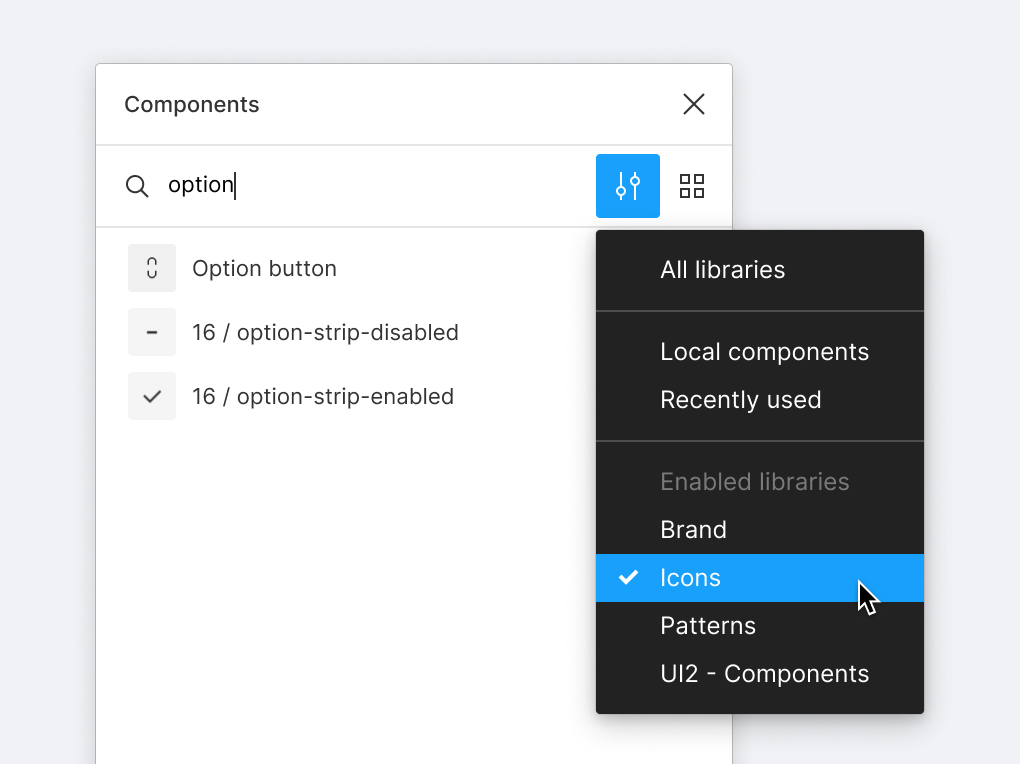 Components
option
Option button
16 / option-strip-disabled
16 / option-strip-enabled
All libraries
Local components
Recently used
Enabled libraries
Brand
Icons
Patterns
UI2 - Components